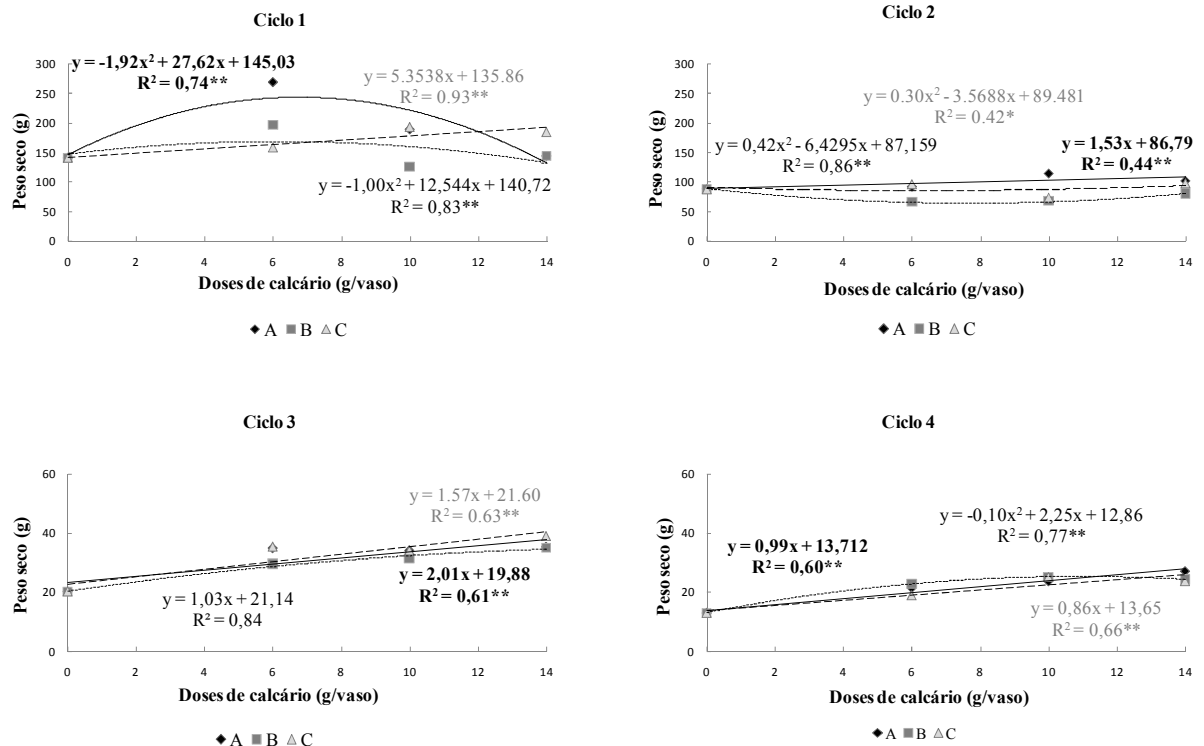 Ciclo 1
y = -1,92x² + 27,62x + 145,03
R² = 0,74**
y = 5.3538x + 135.86
R² = 0.93**
y = -1,00x² + 12,544x + 140,72
R² = 0,83**
Peso seco (g)
300
250
200
150
100
50
0
0 2 4 6 8 10 12 14
Doses de calcário (g/vaso)
A B C
Ciclo 2
y = 0.30x² - 3.5688x + 89.481
R² = 0.42*
y = 0,42x² - 6,4295x + 87,159
R² = 0,86**
y = 1,53x + 86,79
R² = 0,44**
Peso seco (g)
300
250
200
150
100
50
0
0 2 4 6 8 10 12 14
Doses de calcário (g/vaso)
A B C
Ciclo 3
y = 1.57x + 21.60
R² = 0.63**
y = 2,01x + 19,88
R² = 0,61**
y = 1,03x + 21,14
R² = 0,84
Peso seco (g)
60
40
20
0
0 2 4 6 8 10 12 14
Doses de calcário (g/vaso)
A B C
Ciclo 4
y = -0,10x² + 2,25x + 12,86
R² = 0,77**
y = 0,99x + 13,712
R² = 0,60**
y = 0,86x + 13,65
R² = 0,66**
Peso seco (g)
60
40
20
0
0 2 4 6 8 10 12 14
Doses de calcário (g/vaso)
A B C